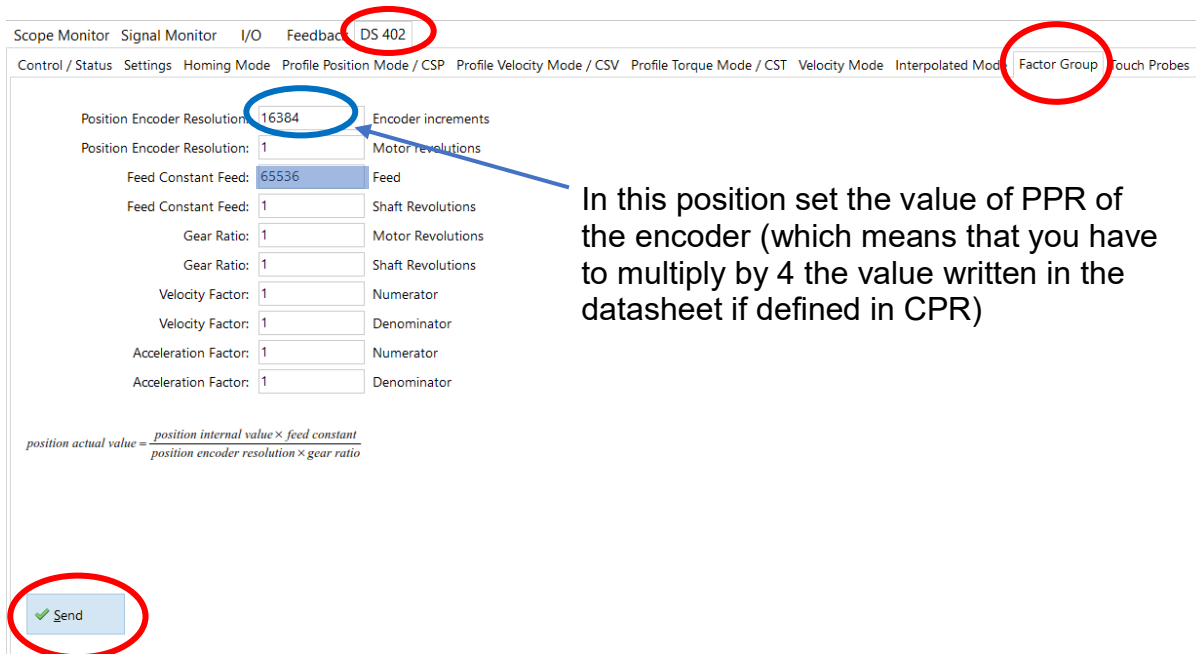 Scope Monitor Signal Monitor I/O Feedback DS 402
Control / Status Settings Homing Mode Profile Position Mode / CSP Profile Velocity Mode / CSV Profile Torque Mode / CST Velocity Mode Interpolated Mode Factor Group Touch Probes
Position Encoder Resolution: 16384 Encoder increments
Position Encoder Resolution: 1 Motor revolutions
Feed Constant Feed: 65536 Feed
Feed Constant Feed: 1 Shaft Revolutions
Gear Ratio: 1 Motor Revolutions
Gear Ratio: 1 Shaft Revolutions
Velocity Factor: 1 Numerator
Velocity Factor: 1 Denominator
Acceleration Factor: 1 Numerator
Acceleration Factor: 1 Denominator
In this position set the value of PPR of
the encoder (which means that you have
to multiply by 4 the value written in the
datasheet if defined in CPR)
position actual value = position internal value × feed constant
position encoder resolution × gear ratio
Send